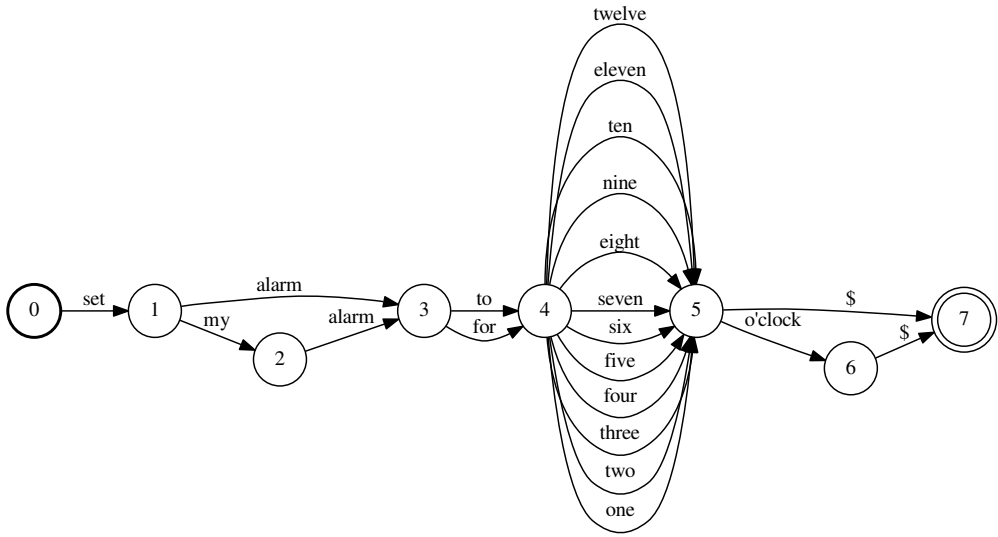 twelve
eleven
ten
nine
eight
alarm
set
to
seven
$
0
1
3
4
5
7
my
alarm
for
six
o'clock
$
2
five
6
four
three
two
one